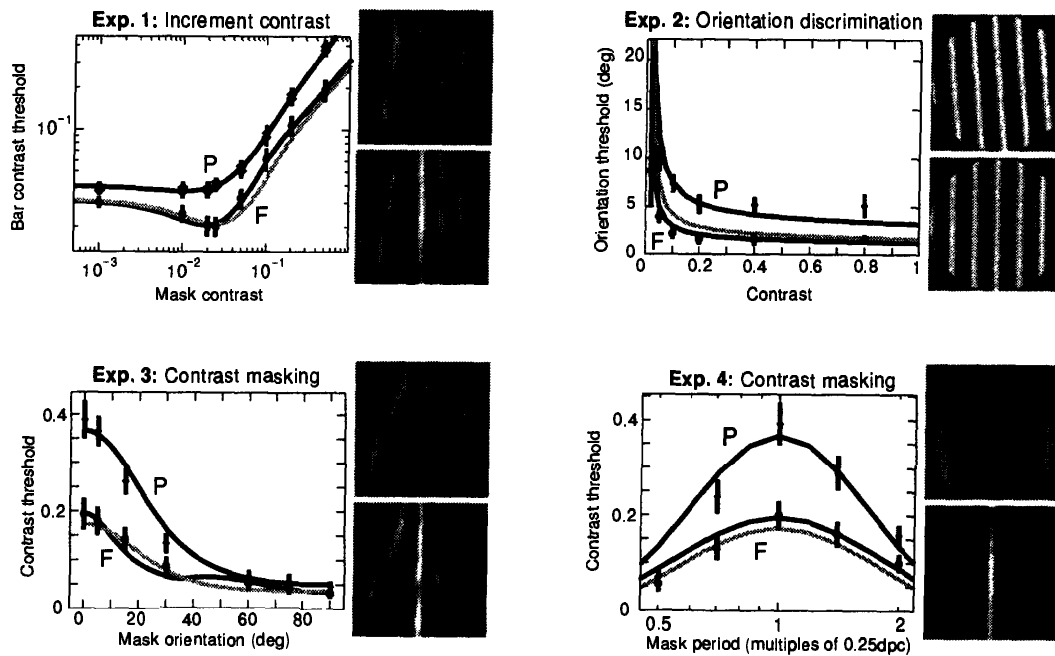 Exp. 1: Increment contrast
Bar contrast threshold
10⁻¹
P
F
10⁻³ 10⁻² 10⁻¹
Mask contrast
Exp. 2: Orientation discrimination
Orientation threshold (deg)
20
15
10
5
0
P
F
0 0.2 0.4 0.6 0.8 1
Contrast
Exp. 3: Contrast masking
Contrast threshold
0.4
0.2
0
P
F
0 20 40 60 80
Mask orientation (deg)
Exp. 4: Contrast masking
Contrast threshold
0.4
0.2
0
P
F
0.5 1 2
Mask period (multiples of 0.25dpc)